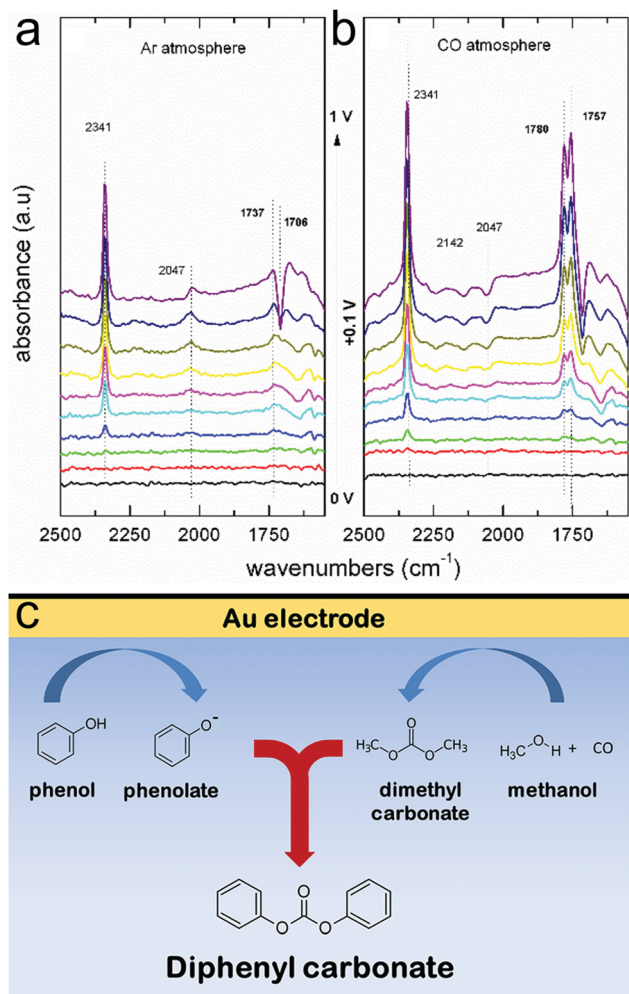 a
b
Ar atmosphere
CO atmosphere
2341
2047
1737
1706
1 V
+0.1 V
0 V
2341
2142
2047
1780
1757
absorbance (a.u)
2500
2250
2000
1750
2500
2250
2000
1750
wavenumbers (cm⁻¹)
C
Au electrode
OH
phenol
O⁻
phenolate
O
H₃C
O
O
CH₃
dimethyl
carbonate
H₃C
O
H
+
CO
methanol
O
O
O
Diphenyl carbonate